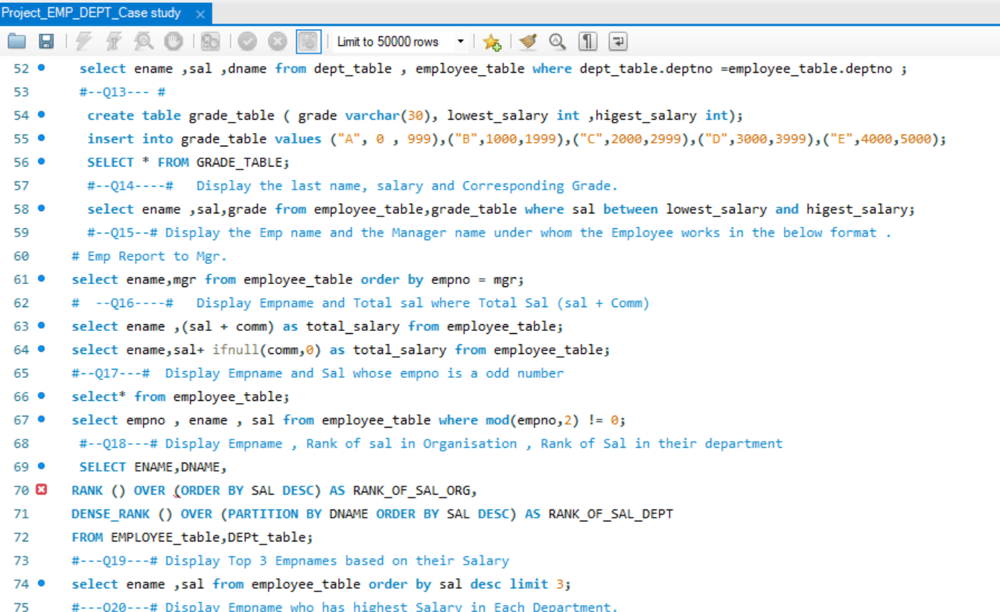 Project_EMP_DEPT_Case study
Limit to 50000 rows
52 select ename ,sal ,dname from dept_table , employee_table where dept_table.deptno =employee_table.deptno ;
53 #--Q13--- #
54 create table grade_table ( grade varchar(30), lowest_salary int ,higest_salary int);
55 insert into grade_table values ("A", 0 , 999),("B",1000,1999),("C",2000,2999),("D",3000,3999),("E",4000,5000);
56 SELECT * FROM GRADE_TABLE;
57 #--Q14----# Display the last name, salary and Corresponding Grade.
58 select ename ,sal,grade from employee_table,grade_table where sal between lowest_salary and higest_salary;
59 #--Q15--# Display the Emp name and the Manager name under whom the Employee works in the below format .
60 # Emp Report to Mgr.
61 select ename,mgr from employee_table order by empno = mgr;
62 # --Q16----# Display Empname and Total sal where Total Sal (sal + Comm)
63 select ename ,(sal + comm) as total_salary from employee_table;
64 select ename,sal+ ifnull(comm,0) as total_salary from employee_table;
65 #--Q17---# Display Empname and Sal whose empno is a odd number
66 select* from employee_table;
67 select empno , ename , sal from employee_table where mod(empno,2) != 0;
68 #--Q18---# Display Empname , Rank of sal in Organisation , Rank of Sal in their department
69 SELECT ENAME,DNAME,
70 RANK () OVER (ORDER BY SAL DESC) AS RANK_OF_SAL_ORG,
71 DENSE_RANK () OVER (PARTITION BY DNAME ORDER BY SAL DESC) AS RANK_OF_SAL_DEPT
72 FROM EMPLOYEE_table,DEPt_table;
73 #---Q19---# Display Top 3 Empnames based on their Salary
74 select ename ,sal from employee_table order by sal desc limit 3;
75 #---Q20---# Display Empname who has highest Salary in Each Department.